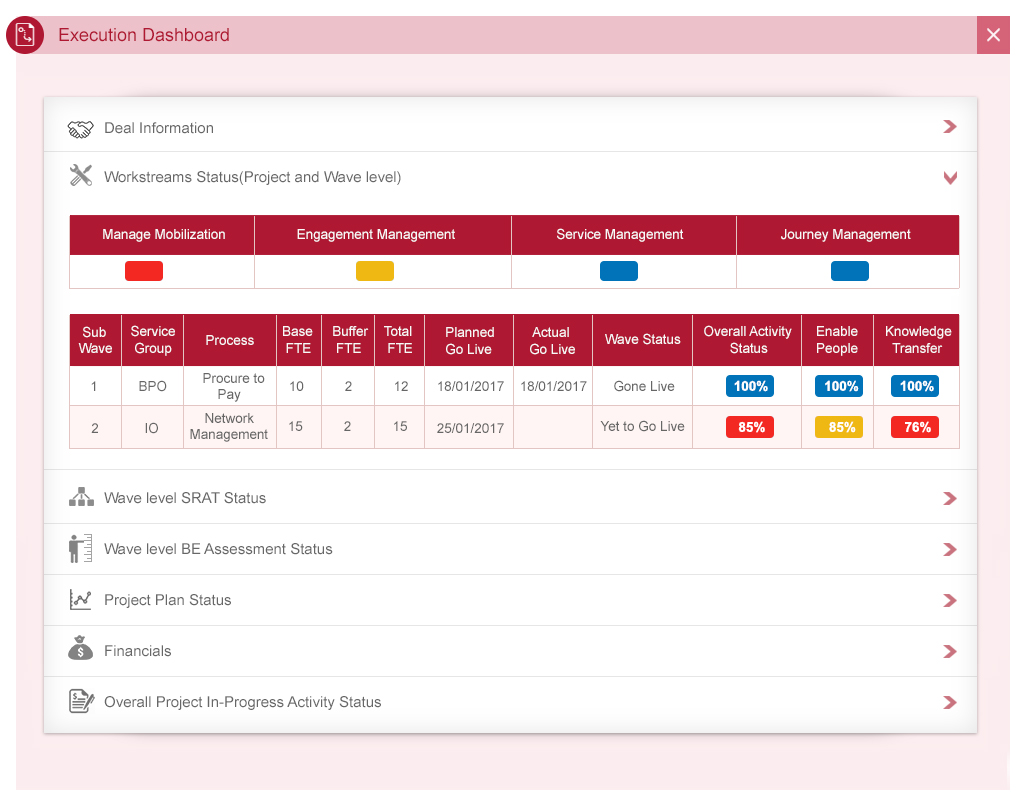 Execution Dashboard
Deal Information
Workstreams Status(Project and Wave level)
Manage Mobilization Engagement Management Service Management Journey Management
Sub Wave Service Group Process Base FTE Buffer FTE Total FTE Planned Go Live Actual Go Live Wave Status Overall Activity Status Enable People Knowledge Transfer
1 BPO Procure to Pay 10 2 12 18/01/2017 18/01/2017 Gone Live 100% 100% 100%
2 IO Network Management 15 2 15 25/01/2017 Yet to Go Live 85% 85% 76%
Wave level SRAT Status
Wave level BE Assessment Status
Project Plan Status
$ Financials
$ Overall Project In-Progress Activity Status